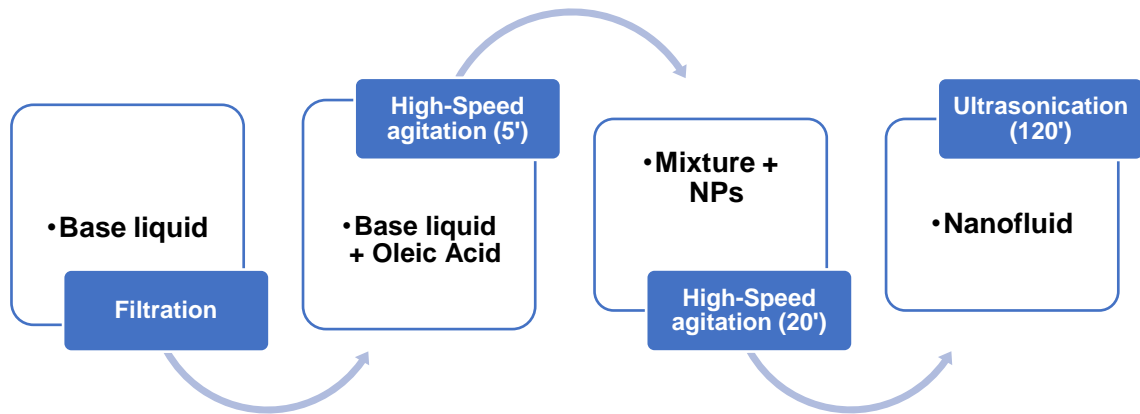 •Base liquid
Filtration
High-Speed
agitation (5')
•Base liquid
+ Oleic Acid
•Mixture +
NPs
High-Speed
agitation (20')
Ultrasonication
(120')
•Nanofluid